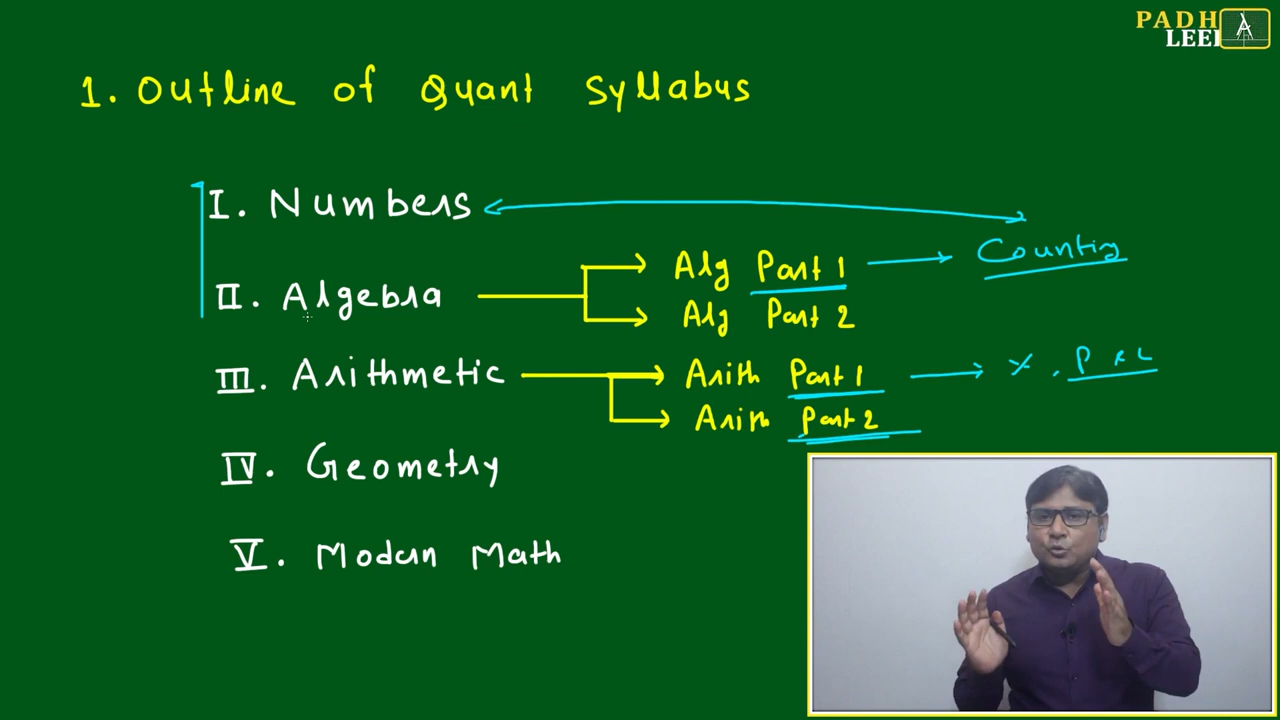 PADH
LEEI
1. Outline of Quant Syllabus
I. Numbers
Counting
II. Algebra
Alg Part 1
Alg Part 2
III. Arithmetic
Arith Part 1
P & L
Arith Part 2
IV. Geometry
V. Modern Math